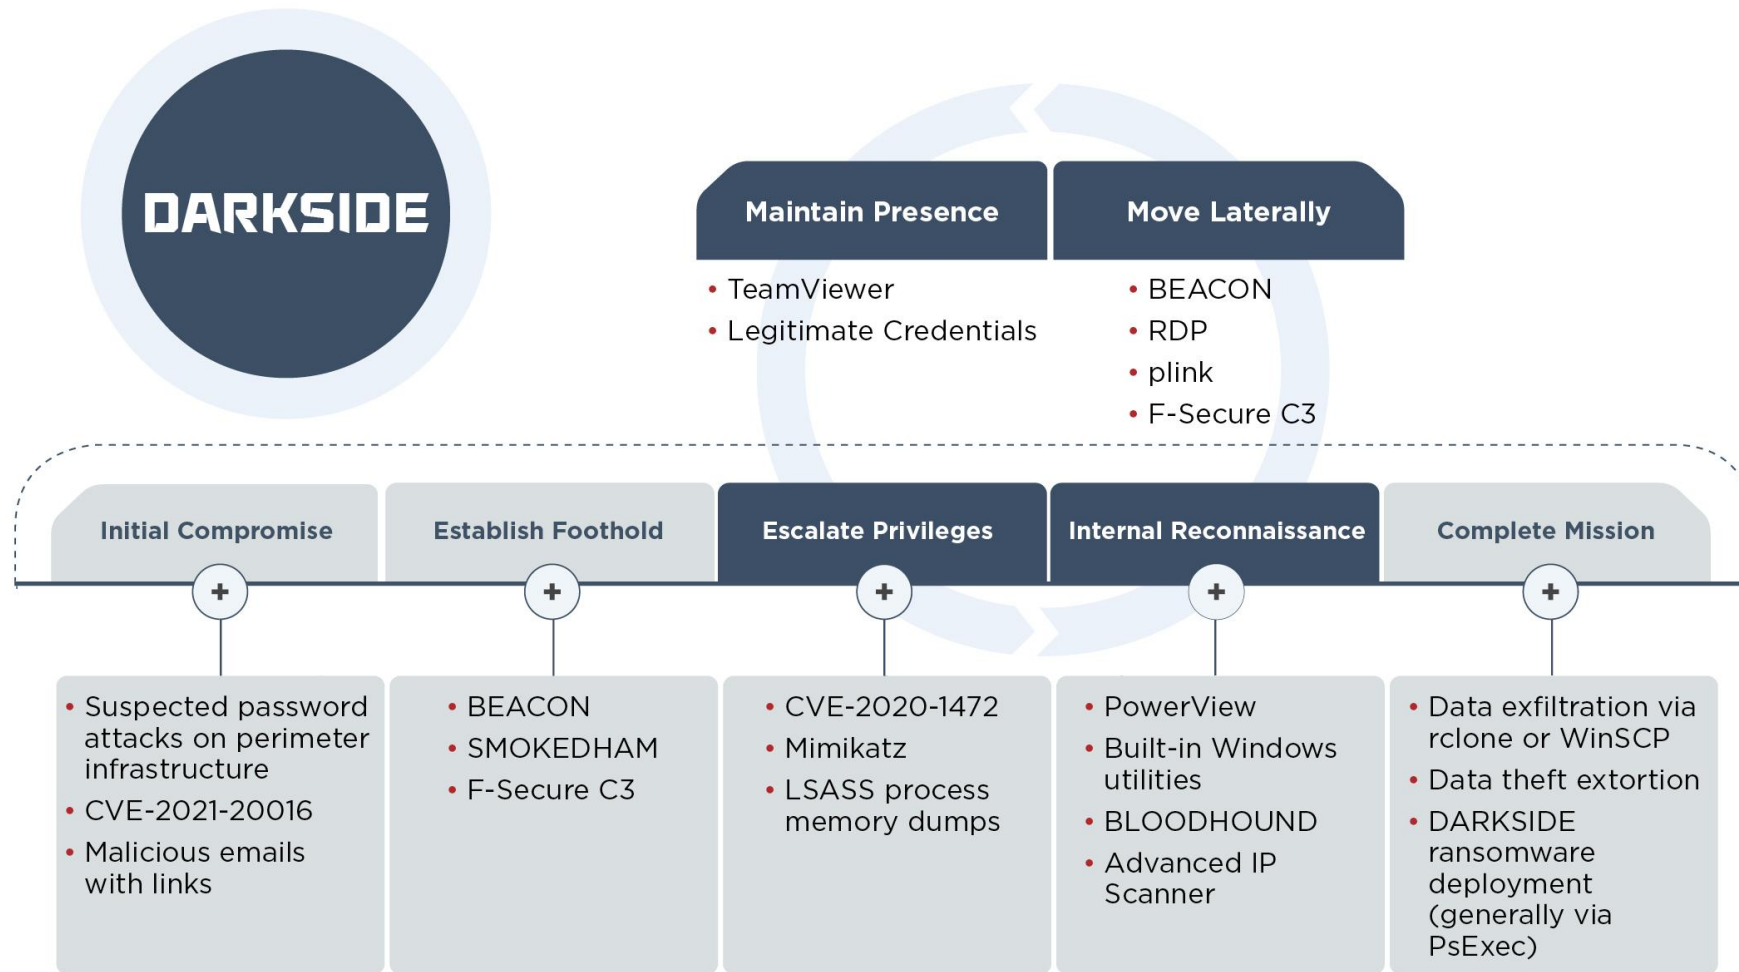 DARKSIDE
Maintain Presence
• TeamViewer
• Legitimate Credentials
Move Laterally
• BEACON
• RDP
• plink
• F-Secure C3
Initial Compromise
+
• Suspected password
attacks on perimeter
infrastructure
• CVE-2021-20016
• Malicious emails
with links
Establish Foothold
+
• BEACON
• SMOKEDHAM
• F-Secure C3
Escalate Privileges
+
• CVE-2020-1472
• Mimikatz
• LSASS process
memory dumps
Internal Reconnaissance
+
• PowerView
• Built-in Windows
utilities
• BLOODHOUND
• Advanced IP
Scanner
Complete Mission
+
• Data exfiltration via
rclone or WinSCP
• Data theft extortion
• DARKSIDE
ransomware
deployment
(generally via
PsExec)